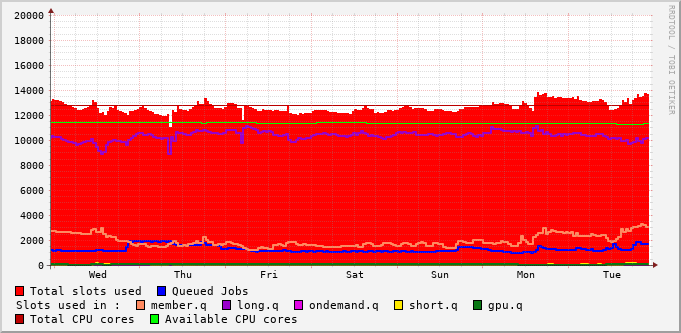 20000
18000
16000
14000
12000
10000
8000
6000
4000
2000
0
Wed Thu Fri Sat Sun Mon Tue
Total slots used Queued Jobs
Slots used in : member.q long.q ondemand.q short.q gpu.q
Total CPU cores Available CPU cores
RRDTOOL / TOBI OETIKER